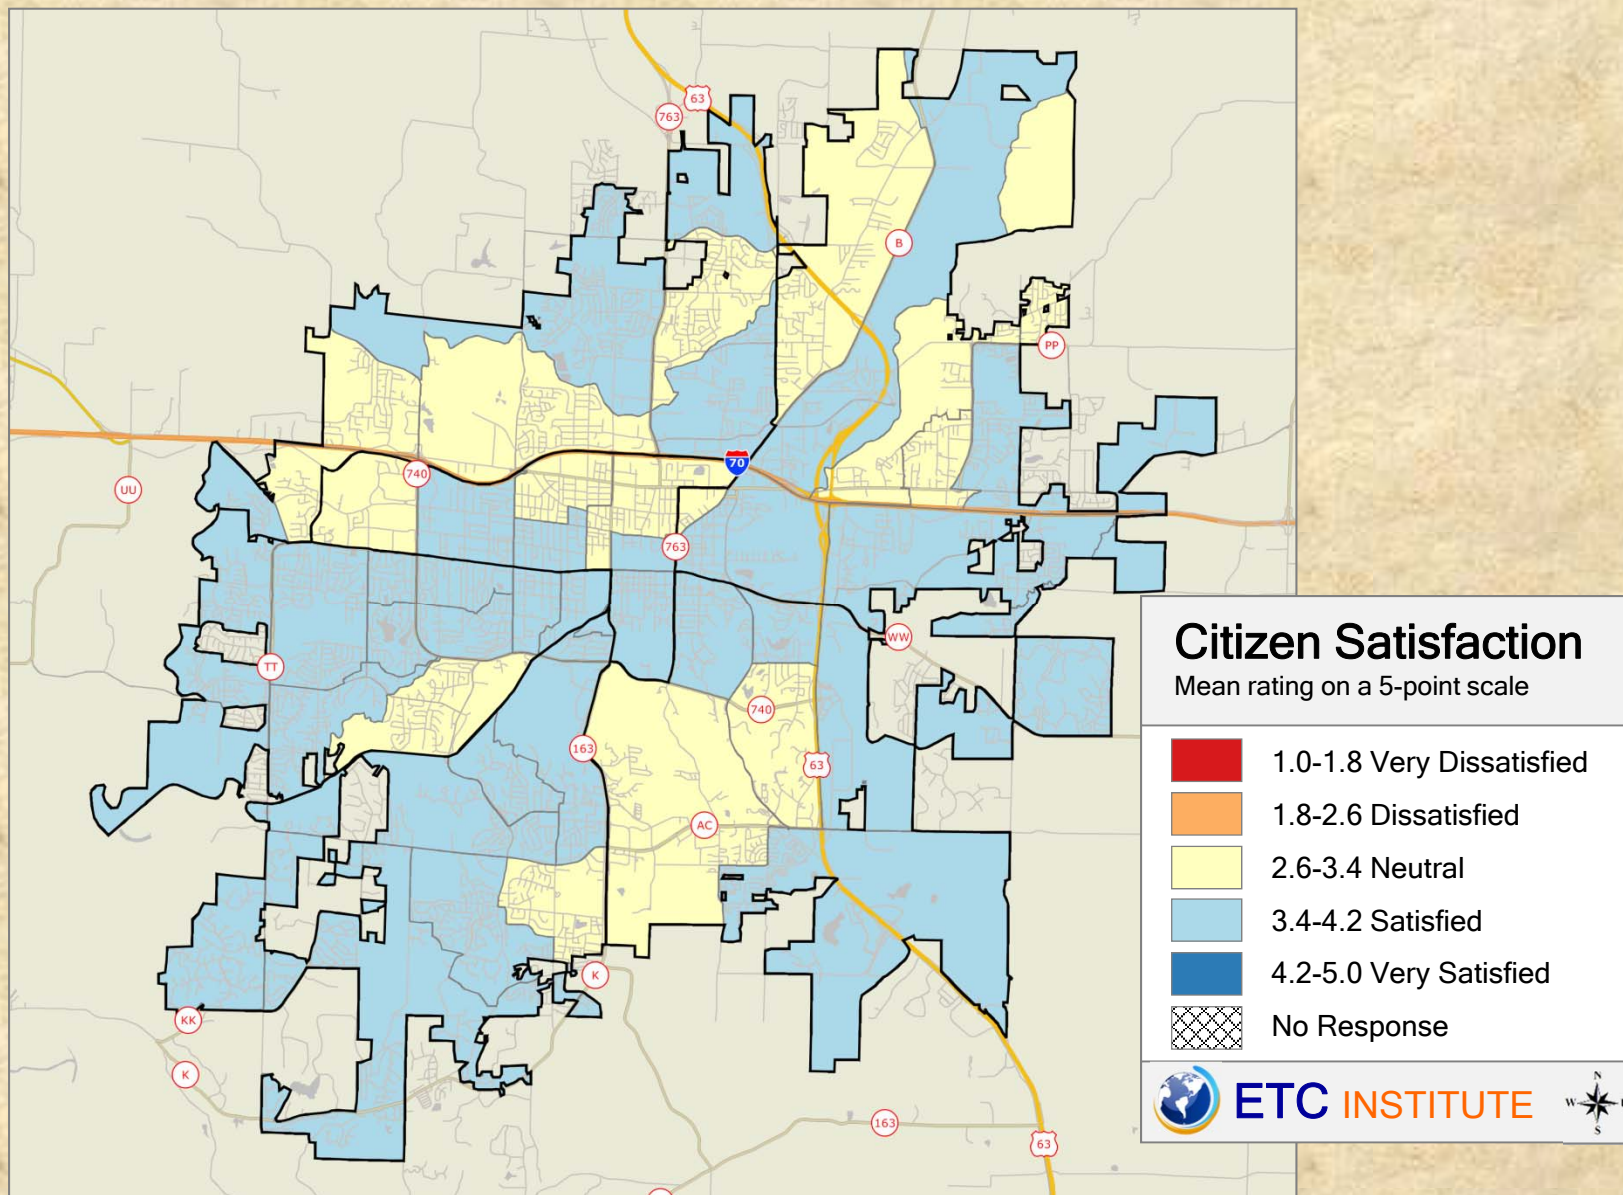 63
763
B
PP
70
740
UU
763
WW
TT
740
163
63
AC
K
KK
K
163
63
Citizen Satisfaction
Mean rating on a 5-point scale
1.0-1.8 Very Dissatisfied
1.8-2.6 Dissatisfied
2.6-3.4 Neutral
3.4-4.2 Satisfied
4.2-5.0 Very Satisfied
No Response
ETC INSTITUTE
N
W
S